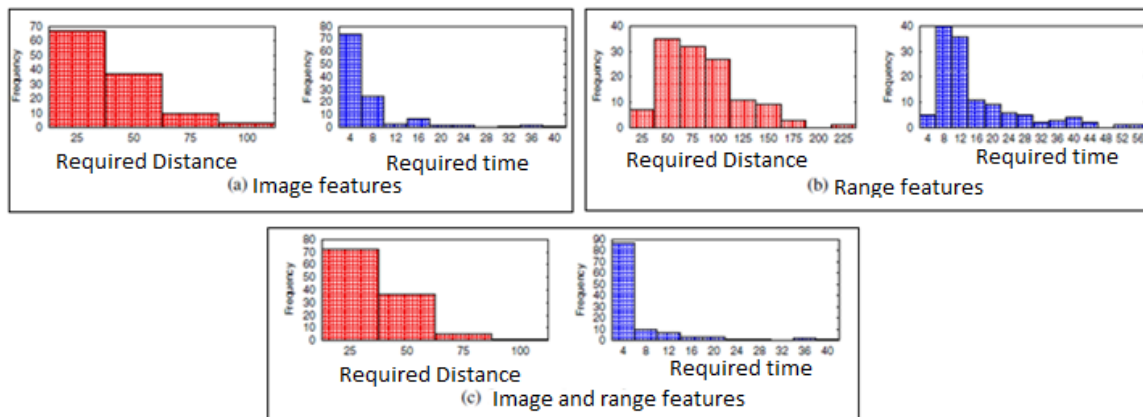 70
60
50
40
30
20
10
0
Frequency
25 50 75 100
Required Distance
80
70
60
50
40
30
20
10
0
Frequency
4 8 12 16 20 24 28 32 36 40
Required time
(a) Image features
40
30
20
10
0
Frequency
25 50 75 100 125 150 175 200 225
Required Distance
40
30
20
10
0
Frequency
4 8 12 16 20 24 28 32 36 40 44 48 52 56
Required time
(b) Range features
80
70
60
50
40
30
20
10
0
Frequency
25 50 75 100
Required Distance
90
80
70
60
50
40
30
20
10
0
Frequency
4 8 12 16 20 24 28 32 36 40
Required time
(c) Image and range features